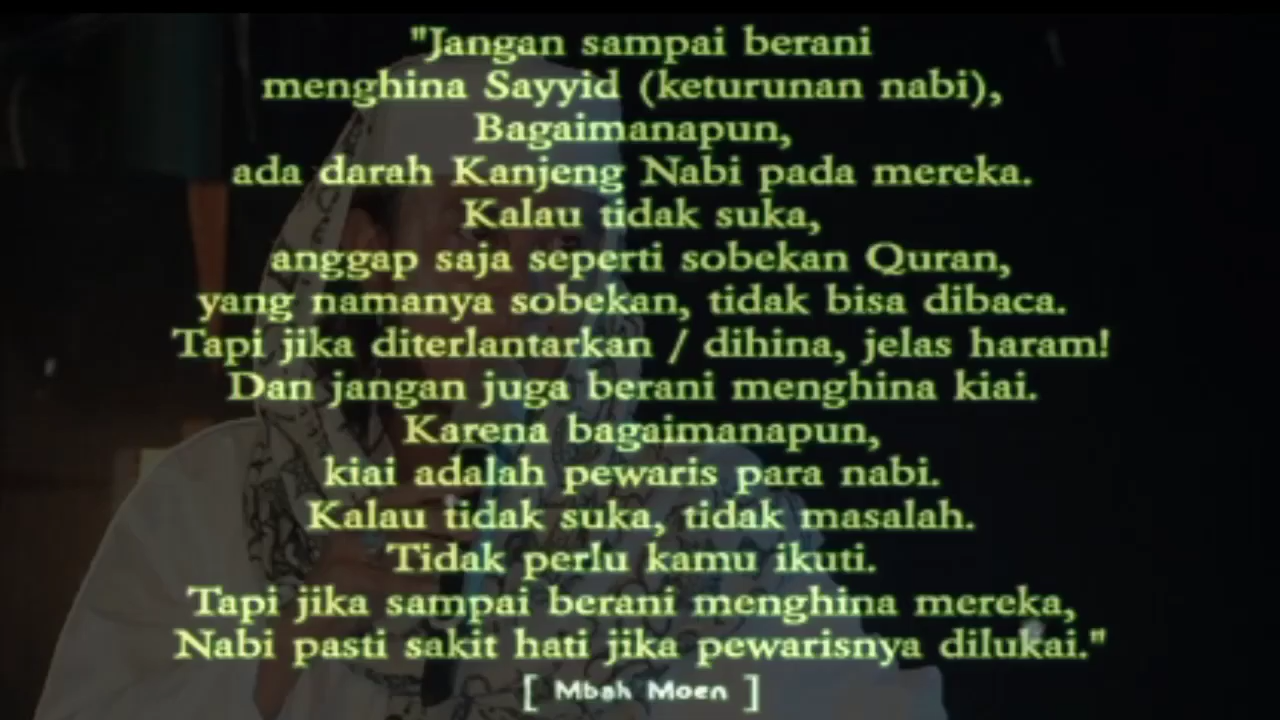 "Jangan sampai berani
menghina Sayyid (keturunan nabi),
Bagaimanapun,
ada darah Kanjeng Nabi pada mereka.
Kalau tidak suka,
anggap saja seperti sobekan Quran,
yang namanya sobekan, tidak bisa dibaca.
Tapi jika diterlantarkan / dihina, jelas haram!
Dan jangan juga berani menghina kiai.
Karena bagaimanapun,
kiai adalah pewaris para nabi.
Kalau tidak suka, tidak masalah.
Tidak perlu kamu ikuti.
Tapi jika sampai berani menghina mereka,
Nabi pasti sakit hati jika pewarisnya dilukai."
[ Mbah Moen ]